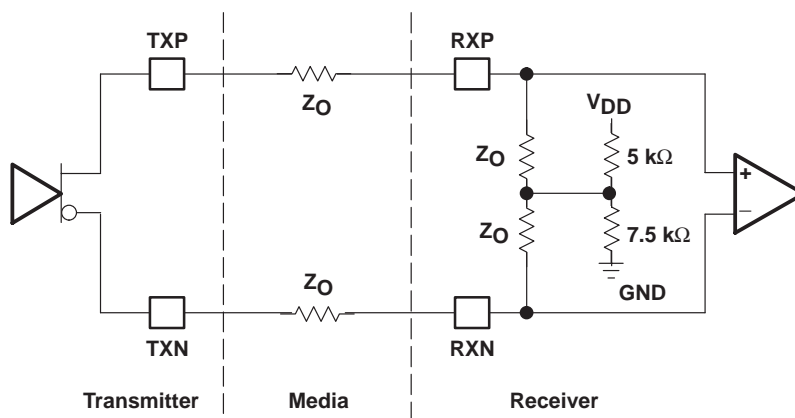 TXP
RXP
ZO
VDD
ZO
5 kΩ
+
−
ZO
7.5 kΩ
ZO
GND
TXN
RXN
Transmitter
Media
Receiver